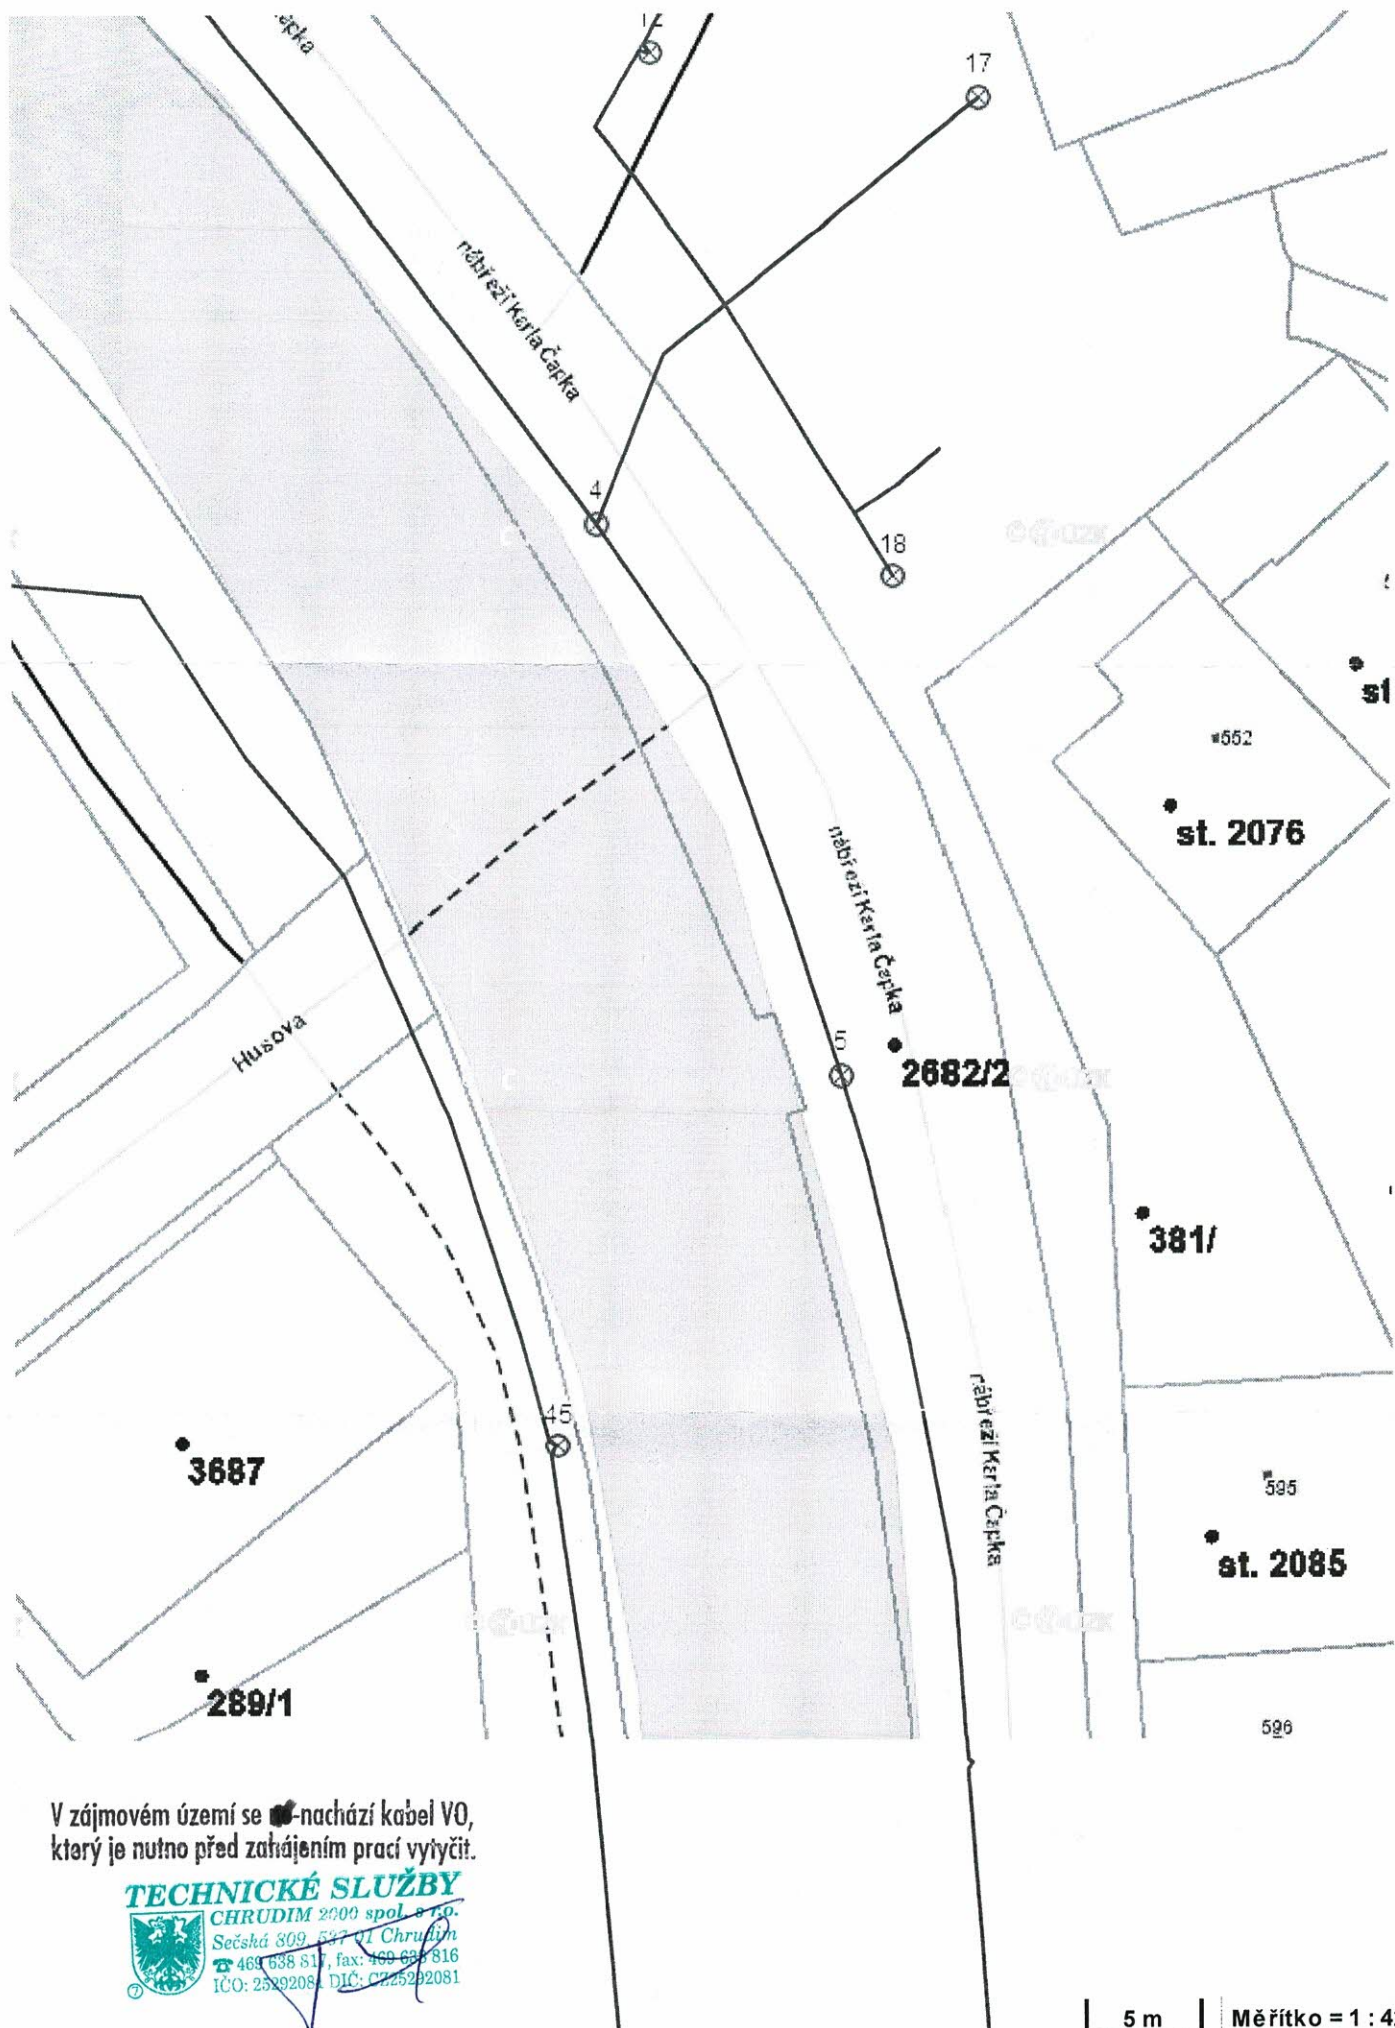 apka
12
17
nábřeží Karla Čapka
4
18
552
st. 2076
nábřeží Karla Čapka
Husova
2682/2
381/
45
3687
nábřeží Karla Čapka
595
st. 2085
289/1
596
V zájmovém území se -nachází kabel VO,
který je nutno před zahájením prací vytyčit.
TECHNICKÉ SLUŽBY
CHRUDIM 2000 spol. s r.o.
Sečská 809, 537 01 Chrudim
☎ 469 638 817, fax: 469 638 816
IČO: 25292081 DIČ: CZ25292081
7
5 m
Měřítko = 1 : 4